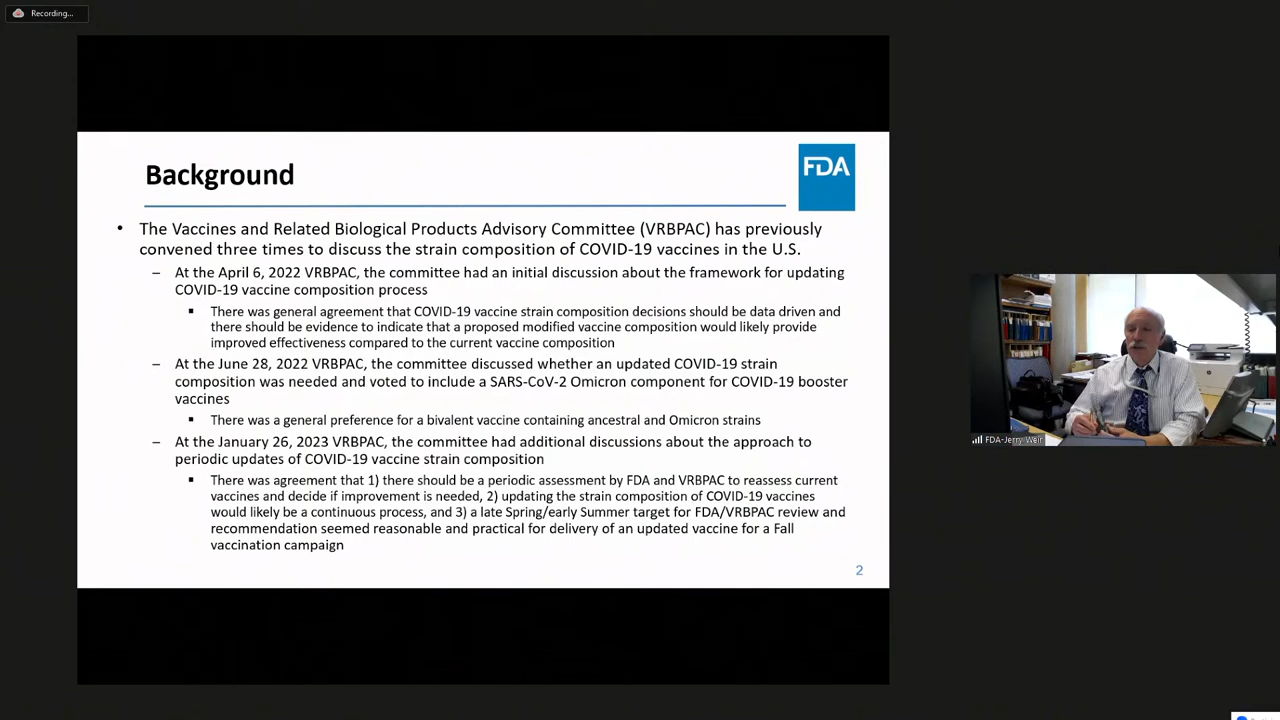 Recording...
Background
FDA
• The Vaccines and Related Biological Products Advisory Committee (VRBPAC) has previously
convened three times to discuss the strain composition of COVID-19 vaccines in the U.S.
– At the April 6, 2022 VRBPAC, the committee had an initial discussion about the framework for updating
COVID-19 vaccine composition process
▪ There was general agreement that COVID-19 vaccine strain composition decisions should be data driven and
there should be evidence to indicate that a proposed modified vaccine composition would likely provide
improved effectiveness compared to the current vaccine composition
– At the June 28, 2022 VRBPAC, the committee discussed whether an updated COVID-19 strain
composition was needed and voted to include a SARS-CoV-2 Omicron component for COVID-19 booster
vaccines
▪ There was a general preference for a bivalent vaccine containing ancestral and Omicron strains
– At the January 26, 2023 VRBPAC, the committee had additional discussions about the approach to
periodic updates of COVID-19 vaccine strain composition
▪ There was agreement that 1) there should be a periodic assessment by FDA and VRBPAC to reassess current
vaccines and decide if improvement is needed, 2) updating the strain composition of COVID-19 vaccines
would likely be a continuous process, and 3) a late Spring/early Summer target for FDA/VRBPAC review and
recommendation seemed reasonable and practical for delivery of an updated vaccine for a Fall
vaccination campaign
2
FDA-Jerry Weir